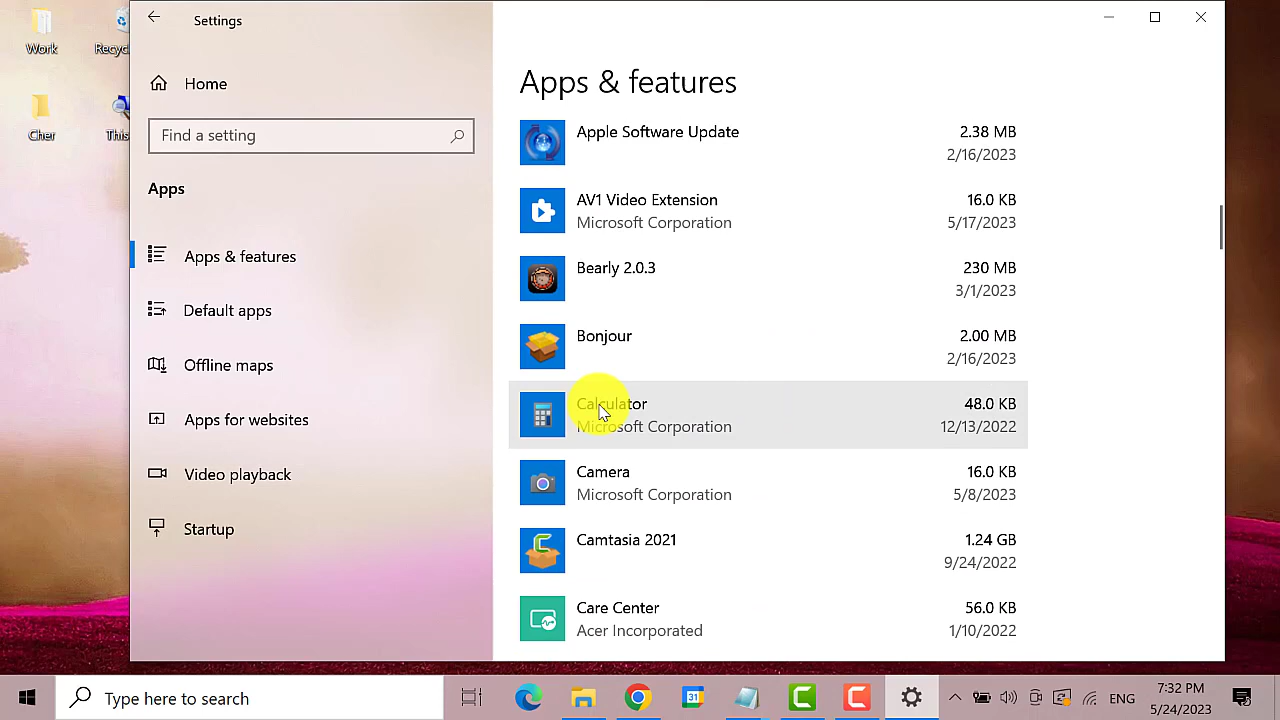 Work
Recyc
Cher
This
Settings
Home
Find a setting
Apps
Apps & features
Default apps
Offline maps
Apps for websites
Video playback
Startup
Apps & features
Apple Software Update 2.38 MB
2/16/2023
AV1 Video Extension 16.0 KB
Microsoft Corporation 5/17/2023
Bearly 2.0.3 230 MB
3/1/2023
Bonjour 2.00 MB
2/16/2023
Calculator 48.0 KB
Microsoft Corporation 12/13/2022
Camera 16.0 KB
Microsoft Corporation 5/8/2023
Camtasia 2021 1.24 GB
9/24/2022
Care Center 56.0 KB
Acer Incorporated 1/10/2022
Type here to search
31
ENG
7:32 PM
5/24/2023